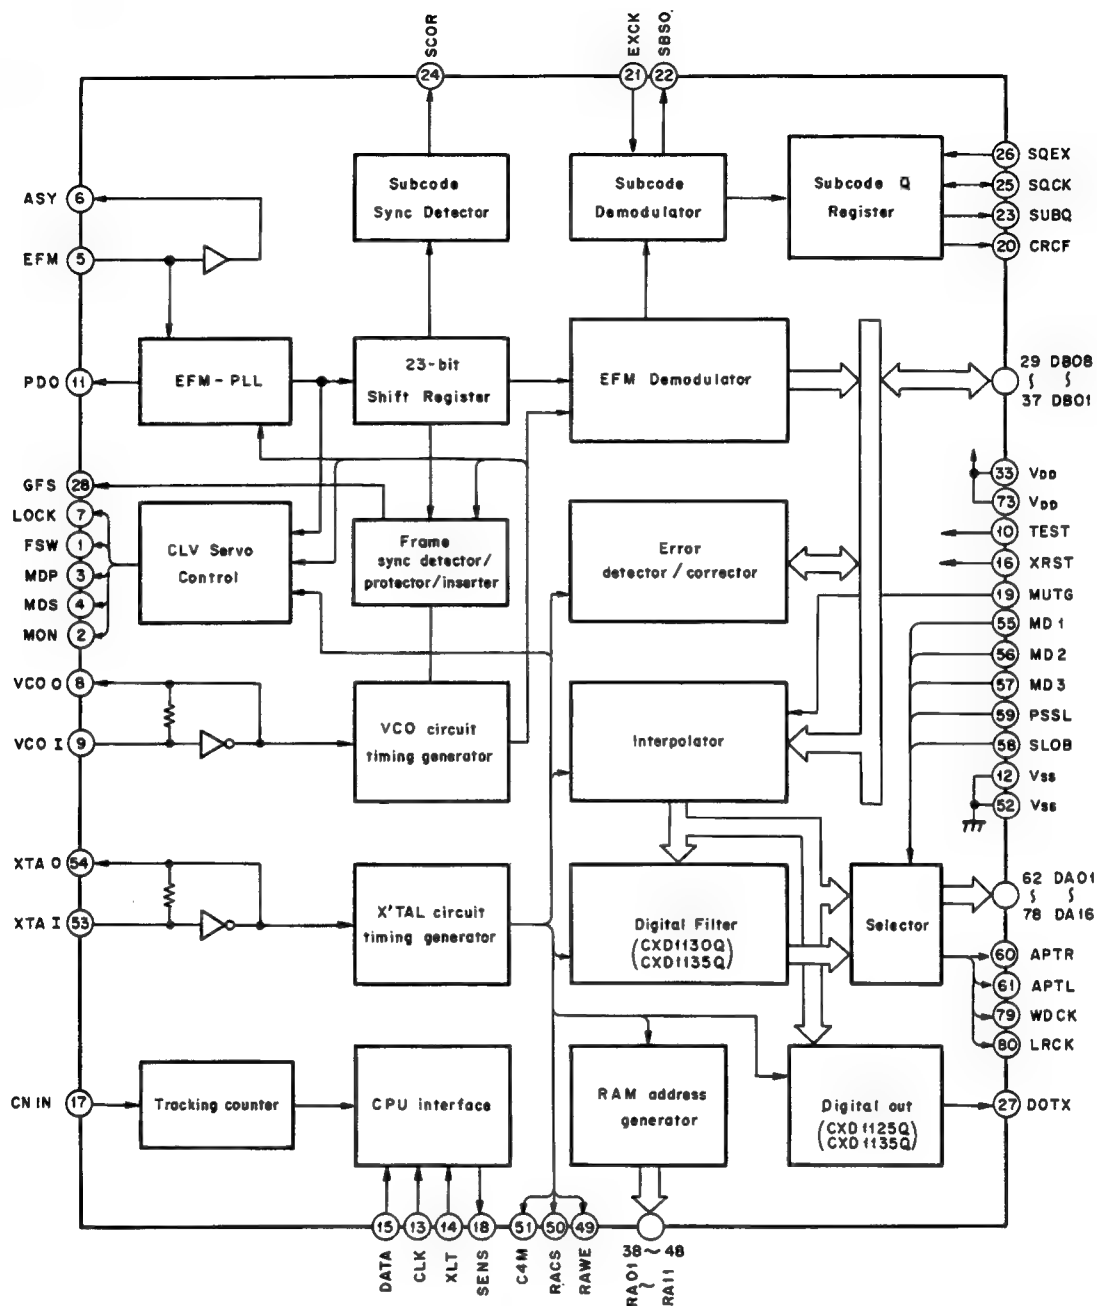 SCOR
EXCK
SBSO
24
21
22
Subcode
Sync Detector
Subcode
Demodulator
Subcode Q
Register
26 SQEX
25 SQCK
23 SUBQ
20 CRCF
ASY 6
EFM 5
PDO 11
EFM-PLL
23-bit
Shift Register
EFM Demodulator
29 DB08
∫ ∫
37 DB01
GFS 28
LOCK 7
FSW 1
MDP 3
MDS 4
MON 2
CLV Servo
Control
Frame
sync detector/
protector/inserter
Error
detector/corrector
33 VDD
73 VDD
10 TEST
16 XRST
19 MUTG
55 MD1
56 MD2
57 MD3
59 PSSL
58 SLOB
12 Vss
52 Vss
VCO O 8
VCO I 9
VCO circuit
timing generator
Interpolator
XTA O 54
XTA I 53
X'TAL circuit
timing generator
Digital Filter
(CXD1130Q
CXD1135Q)
Selector
62 DA01
∫ ∫
78 DA16
60 APTR
61 APTL
79 WDCK
80 LRCK
CNIN 17
Tracking counter
CPU interface
RAM address
generator
Digital out
(CXD1125Q
CXD1135Q)
27 DOTX
15
13
14
18
51
50
49
38～48
DATA
CLK
XLT
SENS
C4M
RACS
RAWE
RA01
～
RA11